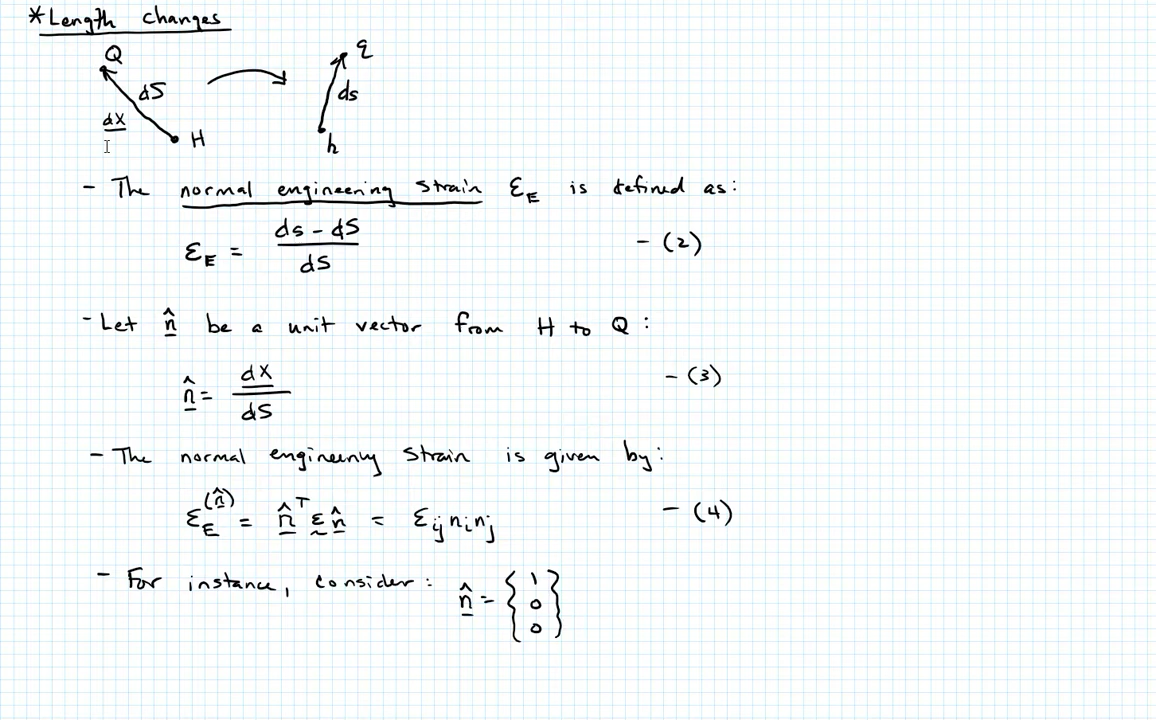 *Length changes
Q
q
dS
ds
dX
H
h
- The normal engineering strain ε_E is defined as:
ε_E = (ds - dS) / dS - (2)
- Let n̂ be a unit vector from H to Q:
n̂ = dX / dS - (3)
- The normal engineering strain is given by:
ε_E^(n̂) = n̂^T ε n̂ = ε_ij n_i n_j - (4)
- For instance, consider: n̂ = { 1 0 0 }